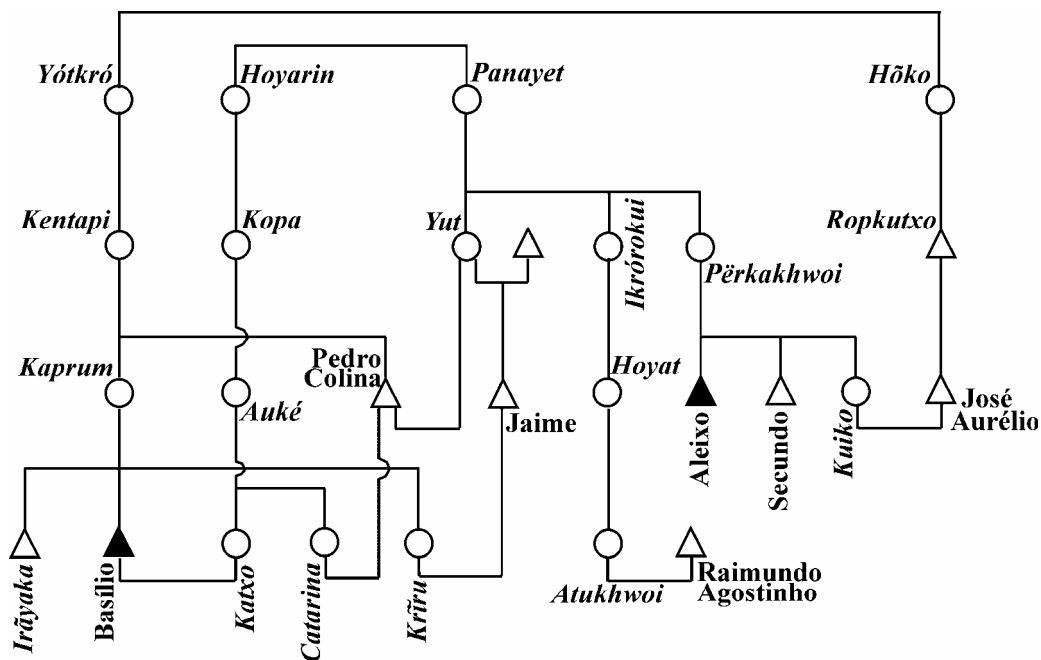 Yótkró
Hoyarin
Panayet
Hõko
Kentapi
Kopa
Yut
Ikrórokui
Përkakhwoi
Ropkutxo
Kaprum
Auké
Pedro
Colina
Jaime
Hoyat
Aleixo
Secundo
Kuiko
José
Aurélio
Irãyaka
Basílio
Katxo
Catarina
Krĩru
Atukhwoi
Raimundo
Agostinho